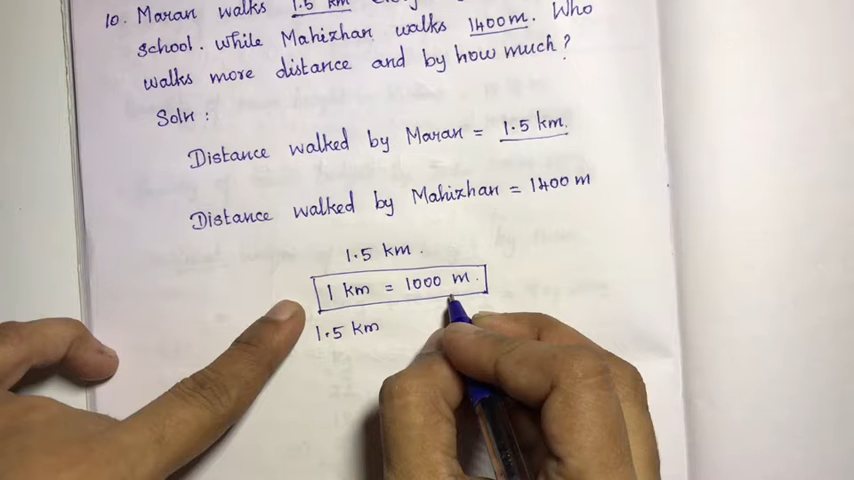 10. Maran walks 1.5 km
school. while Mahizhan walks 1400m. Who
walks more distance and by how much?
Soln :
Distance walked by Maran = 1.5 km.
Distance walked by Mahizhan = 1400 m
1.5 km.
1 km = 1000 m.
1.5 km